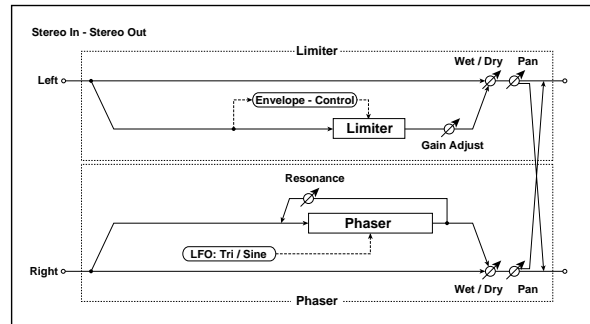 Stereo In - Stereo Out
Limiter
Wet / Dry Pan
Left
Envelope - Control
Limiter
Gain Adjust
Resonance
Phaser
LFO: Tri / Sine
Right
Wet / Dry Pan
Phaser